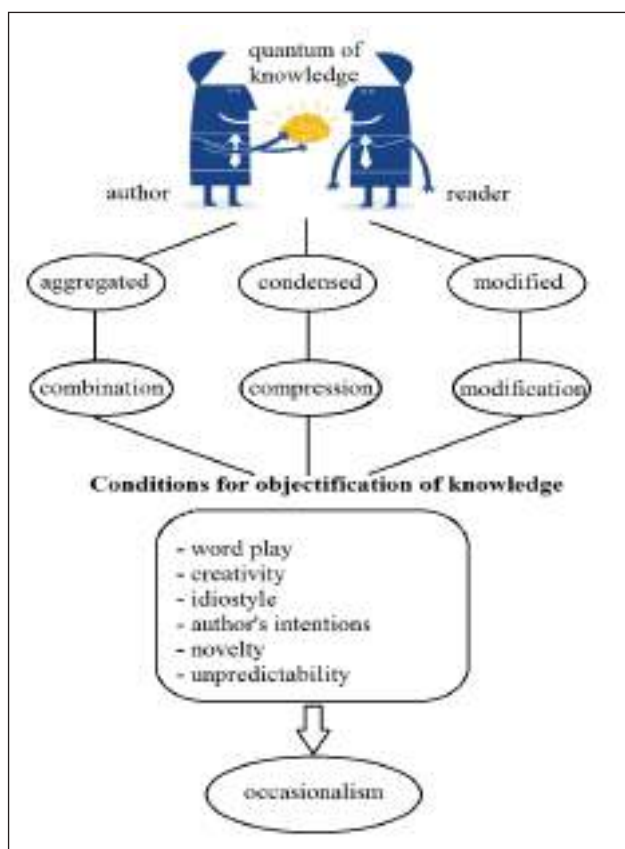 quantum of
knowledge
author
reader
aggregated
condensed
modified
combination
compression
modification
Conditions for objectification of knowledge
- word play
- creativity
- idiostyle
- author's intentions
- novelty
- unpredictability
occasionalism